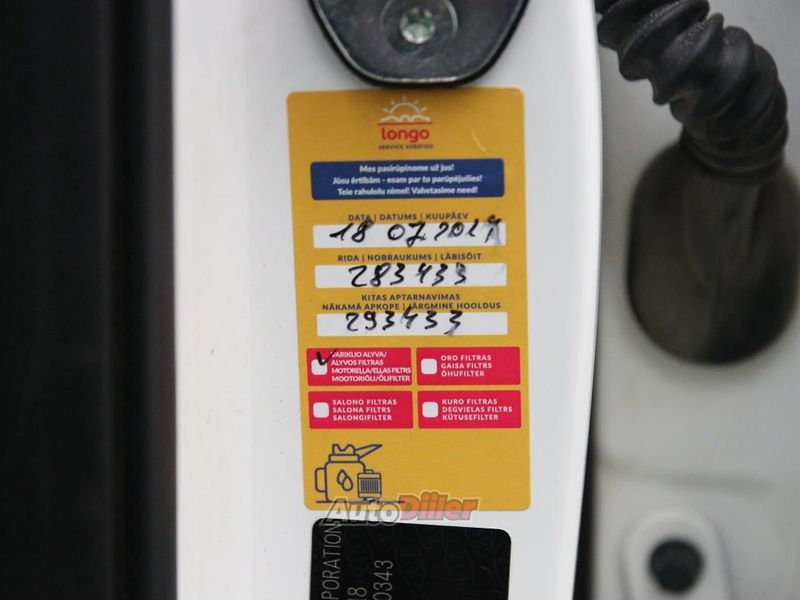 longo
SERVICE VERIFIED
Mes pasirūpinome už jus!
Jūsu ērtībām - esam par to parūpējušies!
Teie rahulolu nimel! Vahetasime need!
DATA | DATUMS | KUUPÄEV
18 07 2017
RIDA | NOBRAUKUMS | LÄBISÕIT
283433
KITAS APTARNAVIMAS
NĀKAMĀ APKOPE | JÄRGMINE HOOLDUS
293433
VARIKLIO ALYVA/
ALYVOS FILTRAS
MOTORELLA/ELLAS FILTRS
MOOTORIÕLI/ÕLIFILTER
ORO FILTRAS
GAISA FILTRS
ÕHUFILTER
SALONO FILTRAS
SALONA FILTRS
SALONGIFILTER
KURO FILTRAS
DEGVIELAS FILTRS
KÜTUSEFILTER
AutoDiiler
PORATION
18
0343